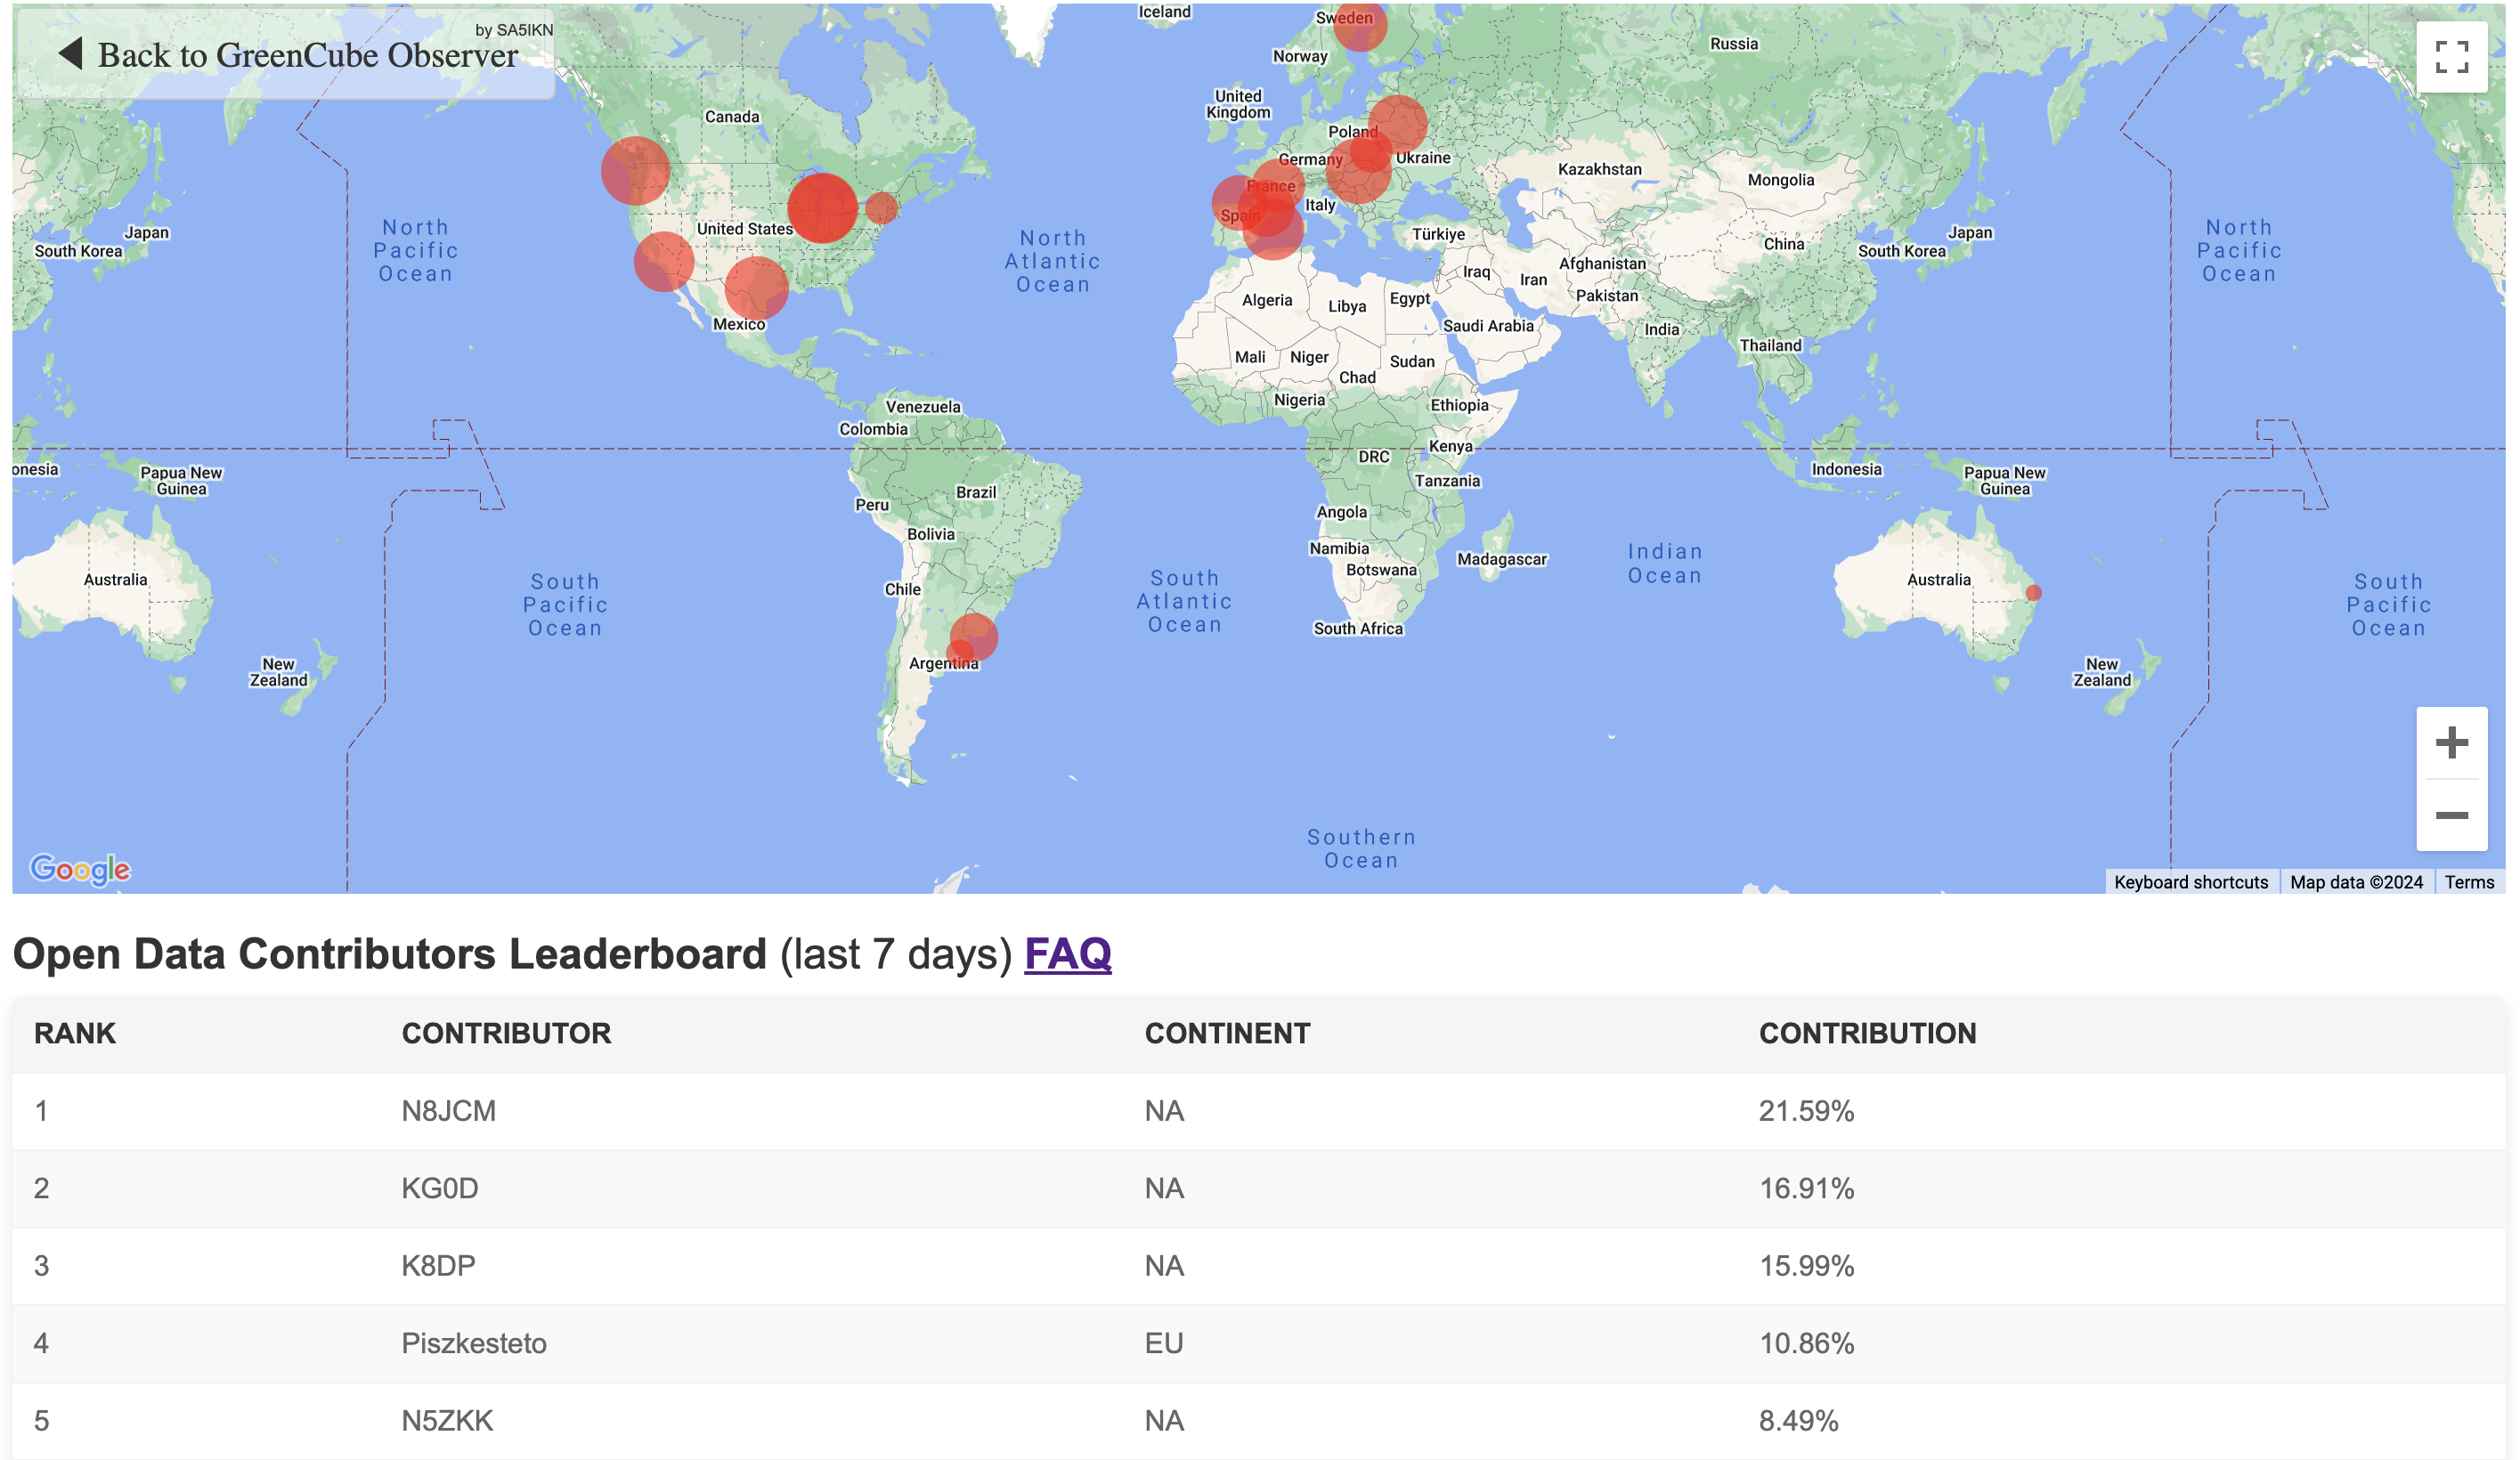 by SA5IKN
Back to GreenCube Observer
Iceland
Sweden
Norway
Russia
United
Kingdom
Canada
Poland
Germany
Ukraine
Kazakhstan
Mongolia
France
Spain
Italy
United States
Türkiye
China
Japan
South Korea
Japan
South Korea
North
Pacific
Ocean
North
Atlantic
Ocean
North
Pacific
Ocean
Iraq
Iran
Afghanistan
Pakistan
Algeria
Libya
Egypt
Saudi Arabia
India
Mexico
Mali
Niger
Sudan
Chad
Thailand
Nigeria
Ethiopia
Venezuela
Colombia
Kenya
DRC
onesia
Papua New
Guinea
Indonesia
Papua New
Guinea
Tanzania
Brazil
Peru
Angola
Bolivia
Namibia
Botswana
Madagascar
Indian
Ocean
Australia
Australia
Chile
South
Pacific
Ocean
South
Atlantic
Ocean
South
Pacific
Ocean
South Africa
Argentina
New
Zealand
New
Zealand
Southern
Ocean
Google
Keyboard shortcuts
Map data ©2024
Terms
Open Data Contributors Leaderboard (last 7 days) FAQ
RANK CONTRIBUTOR CONTINENT CONTRIBUTION
1 N8JCM NA 21.59%
2 KG0D NA 16.91%
3 K8DP NA 15.99%
4 Piszkesteto EU 10.86%
5 N5ZKK NA 8.49%